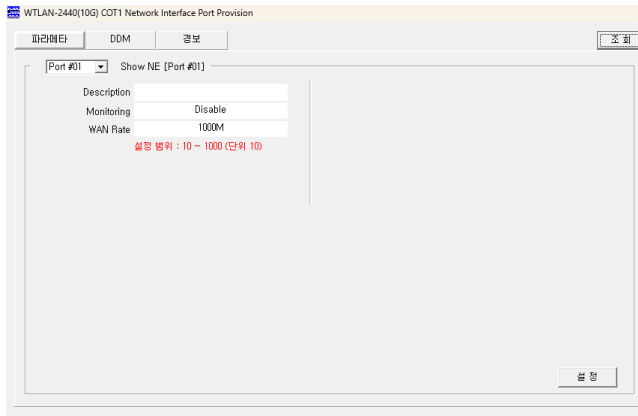 WTLAN-2440(10G) COT1 Network Interface Port Provision
파라메타 DDM 경보 조 회
Port #01 Show NE [Port #01]
Description
Monitoring Disable
WAN Rate 1000M
설정 범위 : 10 ~ 1000 (단위 10)
설 정